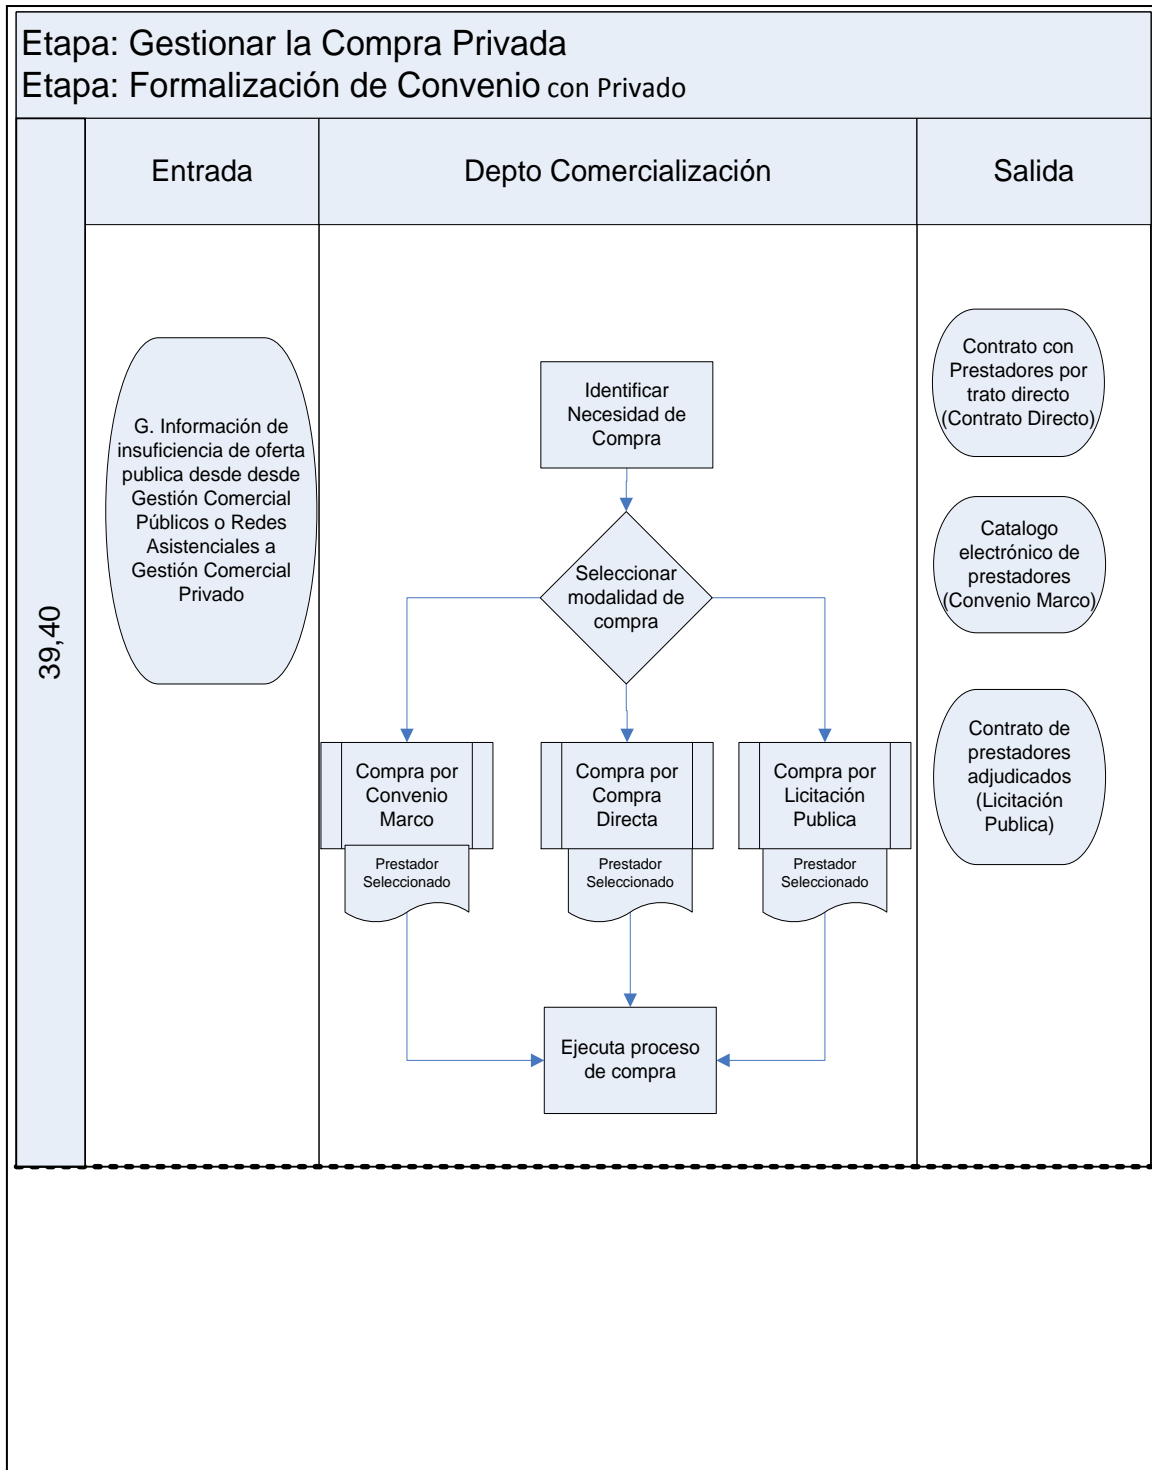 Etapa: Gestionar la Compra Privada
Etapa: Formalización de Convenio con Privado
Entrada
Depto Comercialización
Salida
39,40
G. Información de
insuficiencia de oferta
publica desde desde
Gestión Comercial
Públicos o Redes
Asistenciales a
Gestión Comercial
Privado
Identificar
Necesidad de
Compra
Seleccionar
modalidad de
compra
Compra por
Convenio
Marco
Prestador
Seleccionado
Compra por
Compra
Directa
Prestador
Seleccionado
Compra por
Licitación
Publica
Prestador
Seleccionado
Ejecuta proceso
de compra
Contrato con
Prestadores por
trato directo
(Contrato Directo)
Catalogo
electrónico de
prestadores
(Convenio Marco)
Contrato de
prestadores
adjudicados
(Licitación
Publica)